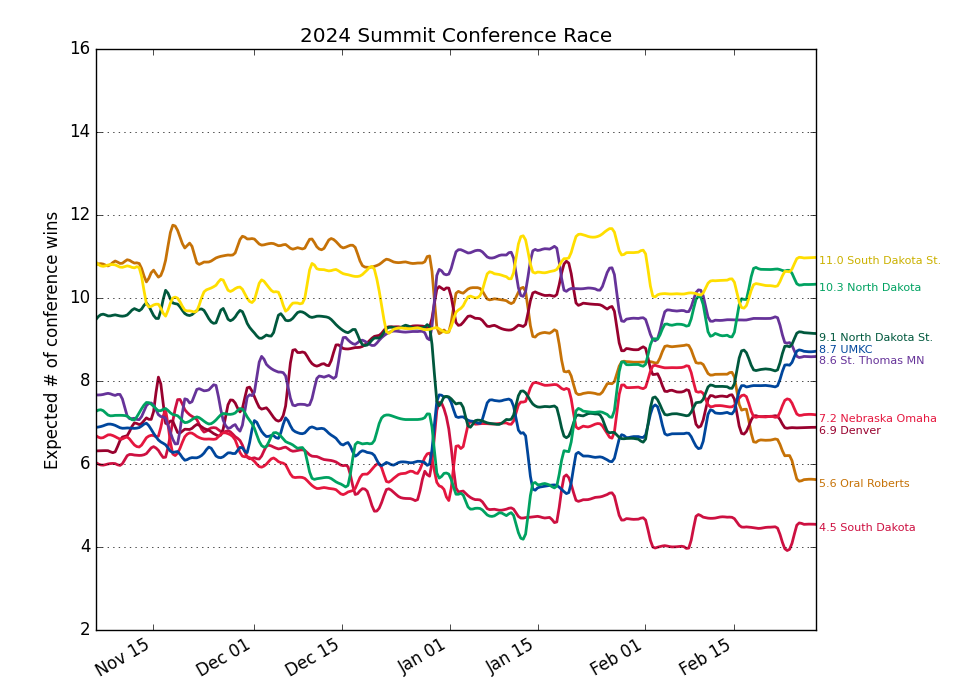 2024 Summit Conference Race
Expected # of conference wins
16
14
12
10
8
6
4
2
11.0 South Dakota St.
10.3 North Dakota
9.1 North Dakota St.
8.7 UMKC
8.6 St. Thomas MN
7.2 Nebraska Omaha
6.9 Denver
5.6 Oral Roberts
4.5 South Dakota
Nov 15
Dec 01
Dec 15
Jan 01
Jan 15
Feb 01
Feb 15